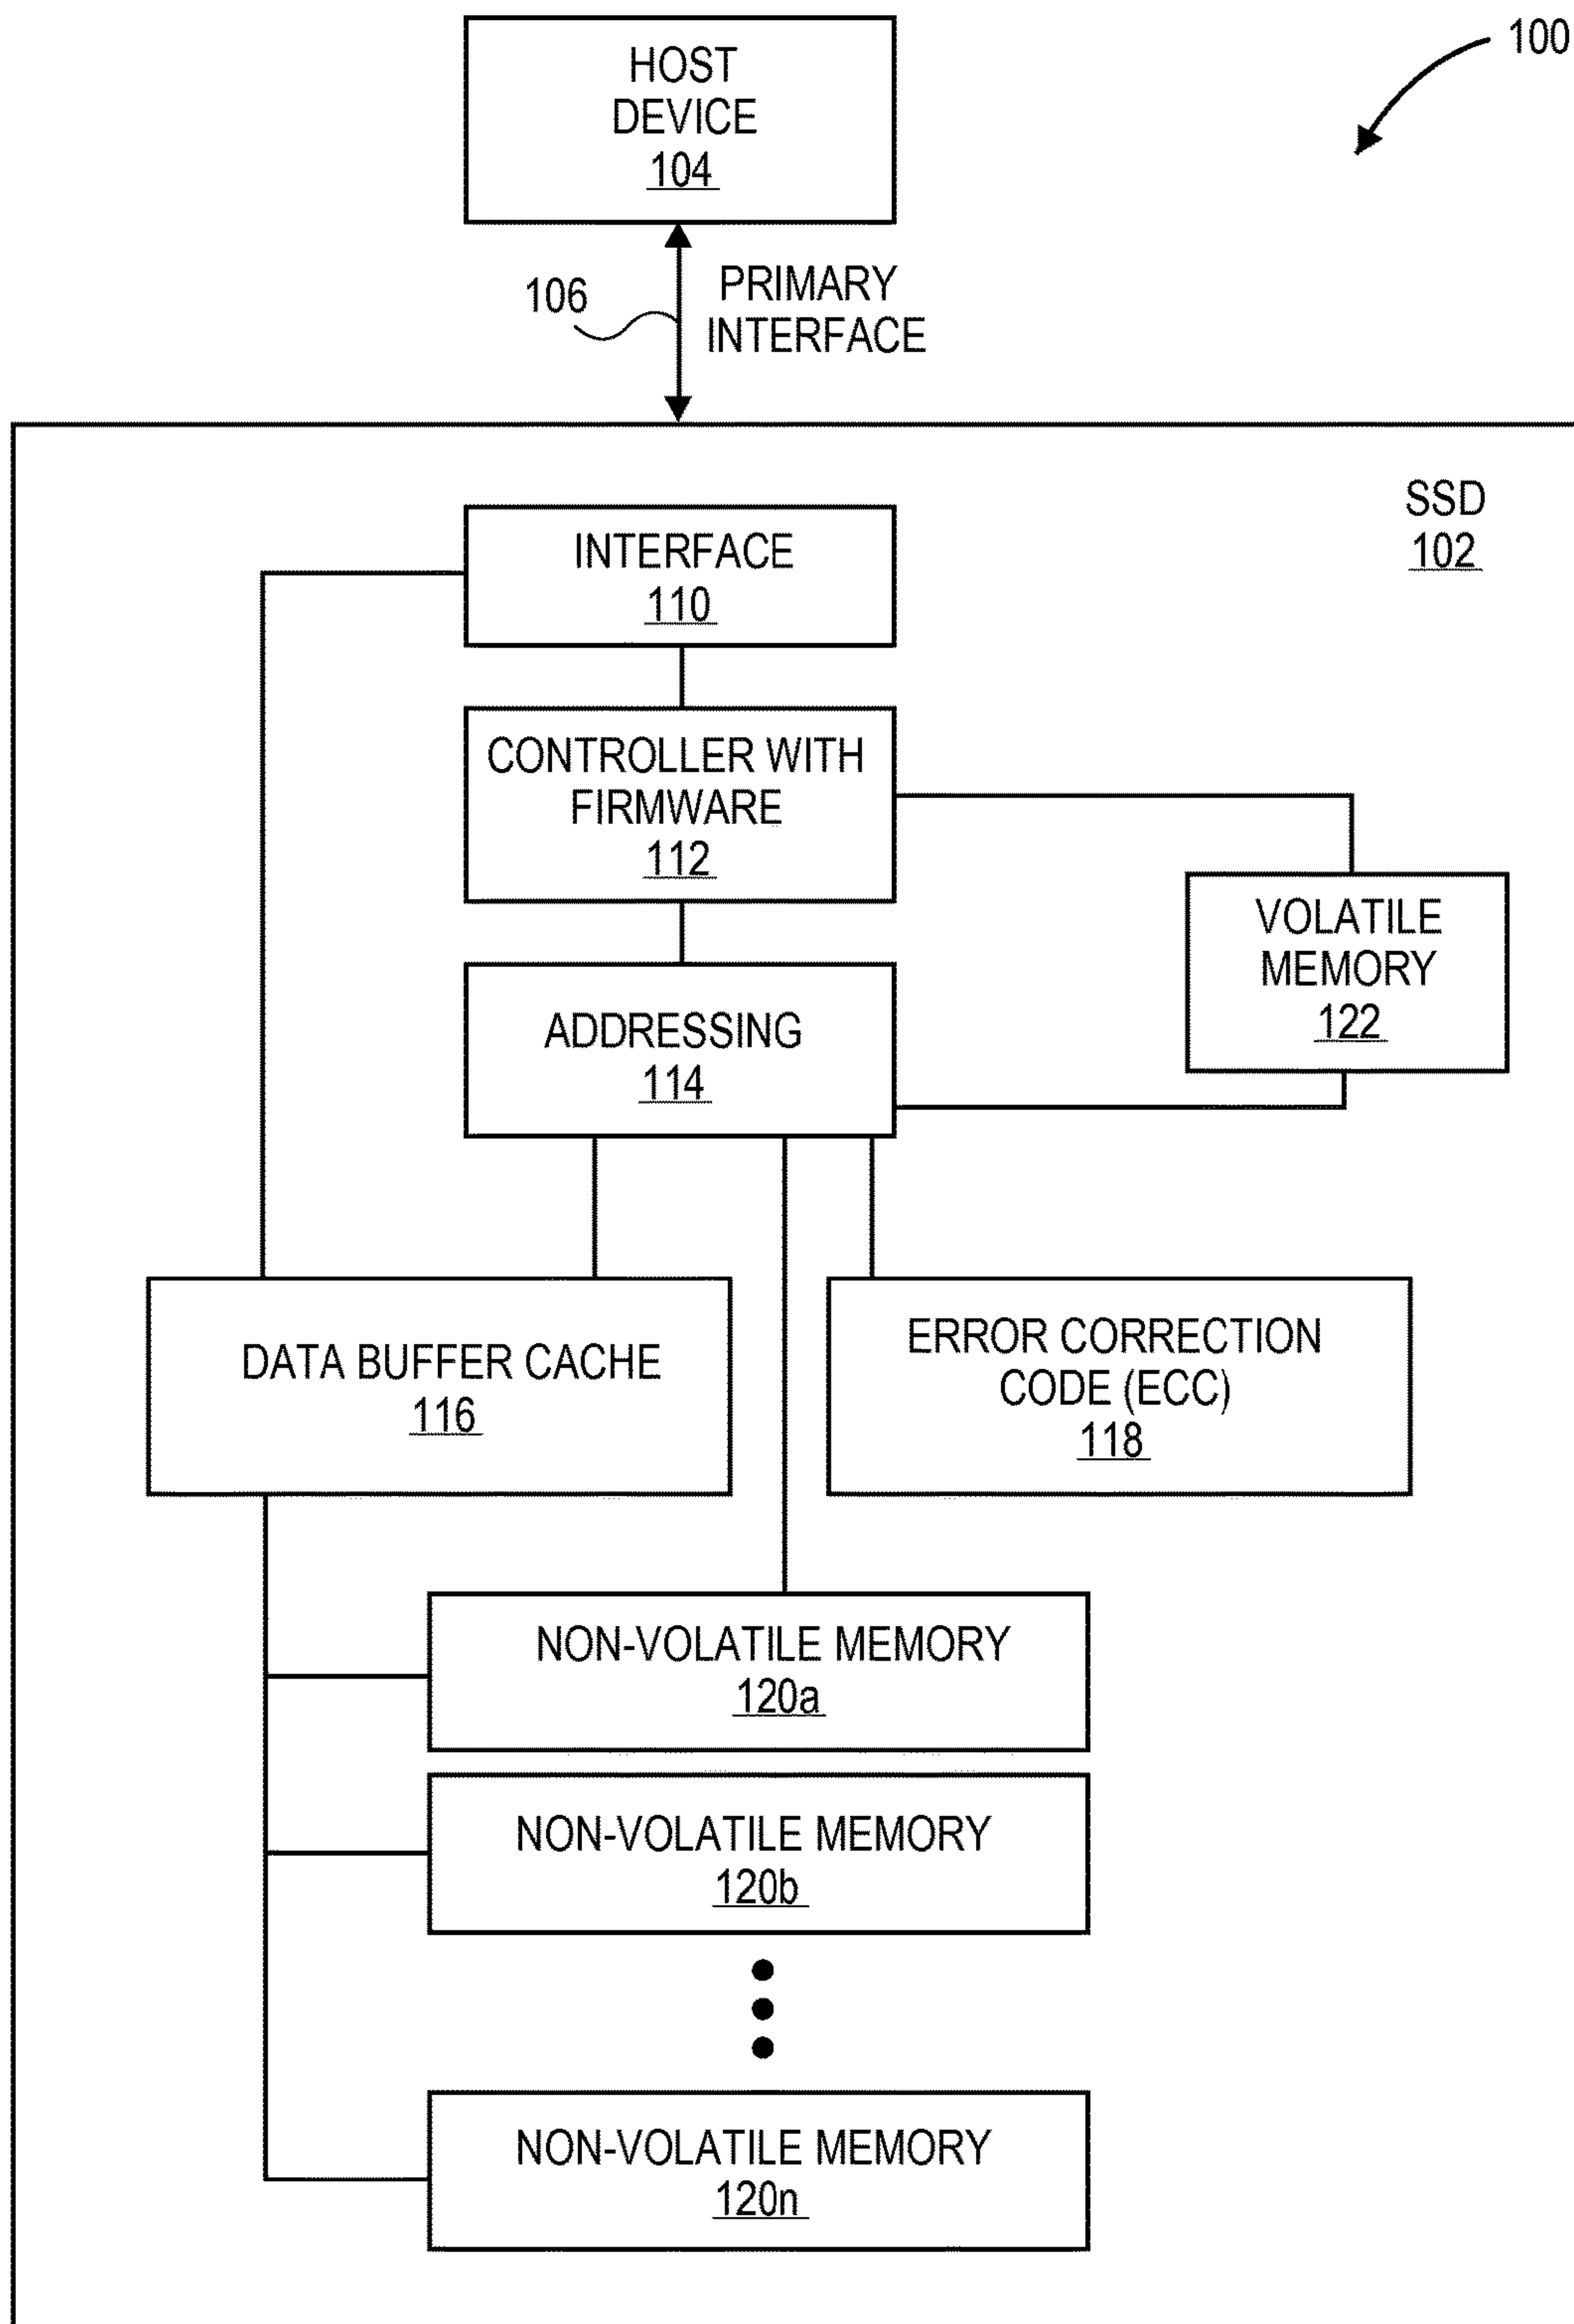 100
HOST
DEVICE
104
106
PRIMARY
INTERFACE
SSD
102
INTERFACE
110
CONTROLLER WITH
FIRMWARE
112
VOLATILE
MEMORY
122
ADDRESSING
114
DATA BUFFER CACHE
116
ERROR CORRECTION
CODE (ECC)
118
NON-VOLATILE MEMORY
120a
NON-VOLATILE MEMORY
120b
NON-VOLATILE MEMORY
120n